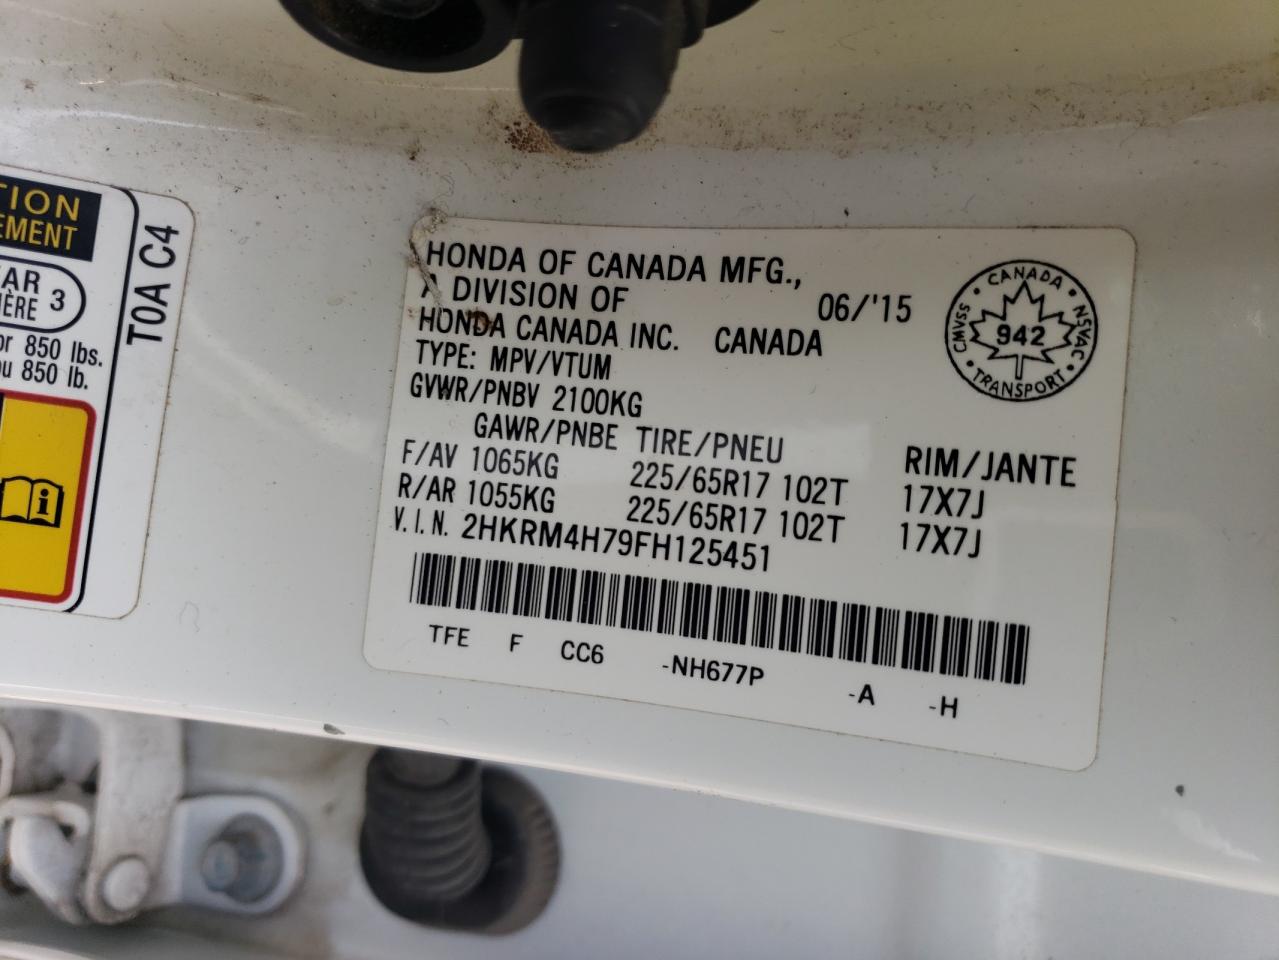 TION
EMENT
AR
IÈRE 3
or 850 lbs.
ou 850 lb.
T0A C4
HONDA OF CANADA MFG.,
A DIVISION OF
HONDA CANADA INC. CANADA
06/'15
CANADA
CMVSS
NSVAC
942
TRANSPORT
TYPE: MPV/VTUM
GVWR/PNBV 2100KG
GAWR/PNBE TIRE/PNEU RIM/JANTE
F/AV 1065KG 225/65R17 102T 17X7J
R/AR 1055KG 225/65R17 102T 17X7J
V.I.N. 2HKRM4H79FH125451
TFE F CC6 -NH677P -A -H